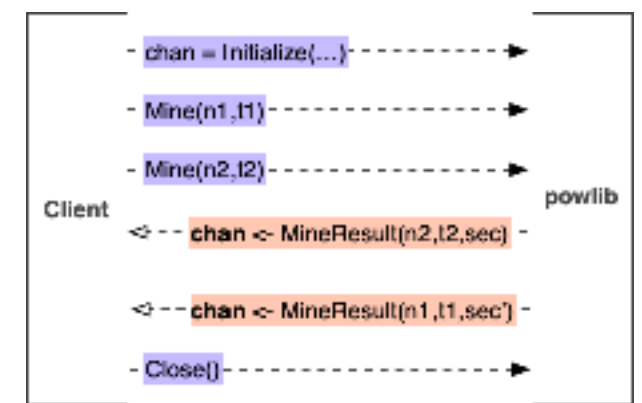 chan = Initialize(...)
Mine(n1,t1)
Mine(n2,t2)
Client
powlib
chan <- MineResult(n2,t2,sec)
chan <- MineResult(n1,t1,sec')
Close()